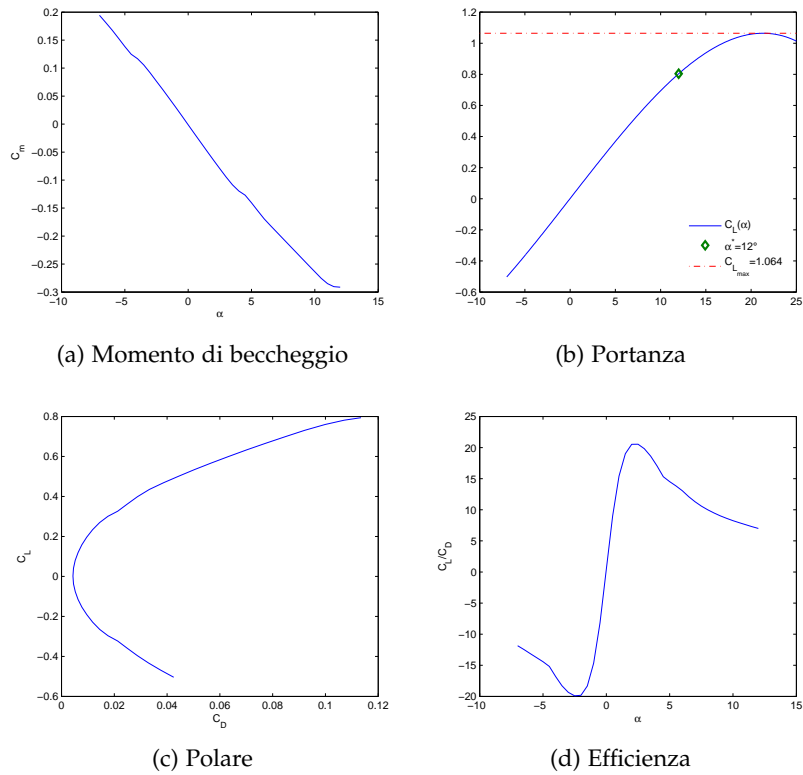 0.2
0.15
0.1
0.05
0
−0.05
−0.1
−0.15
−0.2
−0.25
−0.3
−10 −5 0 5 10 15
C_m
α
(a) Momento di beccheggio
1.2
1
0.8
0.6
0.4
0.2
0
−0.2
−0.4
−0.6
−10 −5 0 5 10 15 20 25
C_L(α)
α*=12°
C_{L_max}=1.064
(b) Portanza
0.8
0.6
0.4
0.2
0
−0.2
−0.4
−0.6
0 0.02 0.04 0.06 0.08 0.1 0.12
C_L
C_D
(c) Polare
25
20
15
10
5
0
−5
−10
−15
−20
−10 −5 0 5 10 15
C_L/C_D
α
(d) Efficienza